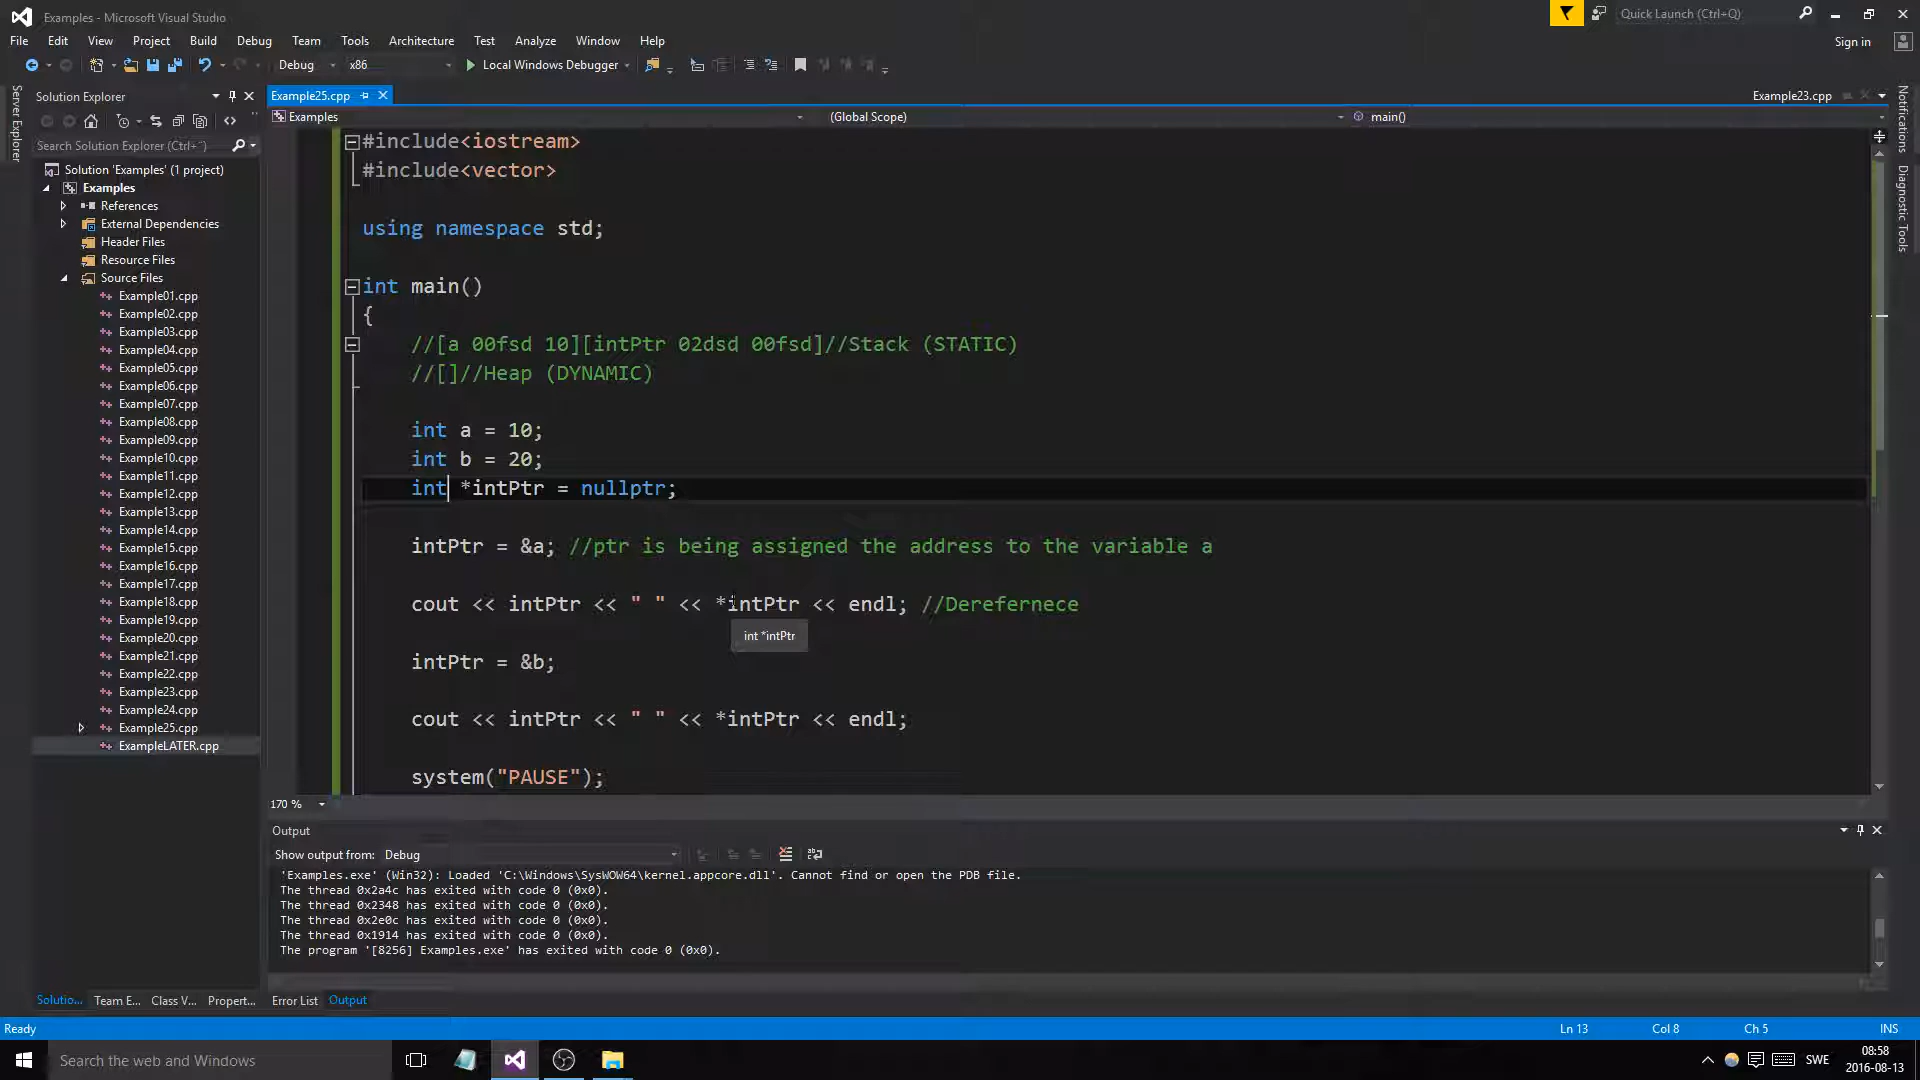 Examples - Microsoft Visual Studio
Quick Launch (Ctrl+Q)
File Edit View Project Build Debug Team Tools Architecture Test Analyze Window Help
Sign in
Debug x86 Local Windows Debugger
Server Explorer
Solution Explorer
Example25.cpp
Example23.cpp
Notifications
Diagnostic Tools
Examples
(Global Scope)
main()
Search Solution Explorer (Ctrl+¨)
Solution 'Examples' (1 project)
Examples
References
External Dependencies
Header Files
Resource Files
Source Files
Example01.cpp
Example02.cpp
Example03.cpp
Example04.cpp
Example05.cpp
Example06.cpp
Example07.cpp
Example08.cpp
Example09.cpp
Example10.cpp
Example11.cpp
Example12.cpp
Example13.cpp
Example14.cpp
Example15.cpp
Example16.cpp
Example17.cpp
Example18.cpp
Example19.cpp
Example20.cpp
Example21.cpp
Example22.cpp
Example23.cpp
Example24.cpp
Example25.cpp
ExampleLATER.cpp
#include<iostream>
#include<vector>
using namespace std;
int main()
{
//[a 00fsd 10][intPtr 02dsd 00fsd]//Stack (STATIC)
//[]//Heap (DYNAMIC)
int a = 10;
int b = 20;
int *intPtr = nullptr;
intPtr = &a; //ptr is being assigned the address to the variable a
cout << intPtr << " " << *intPtr << endl; //Derefernece
int *intPtr
intPtr = &b;
cout << intPtr << " " << *intPtr << endl;
system("PAUSE");
170 %
Output
Show output from: Debug
'Examples.exe' (Win32): Loaded 'C:\Windows\SysWOW64\kernel.appcore.dll'. Cannot find or open the PDB file.
The thread 0x2a4c has exited with code 0 (0x0).
The thread 0x2348 has exited with code 0 (0x0).
The thread 0x2e0c has exited with code 0 (0x0).
The thread 0x1914 has exited with code 0 (0x0).
The program '[8256] Examples.exe' has exited with code 0 (0x0).
Solutio... Team E... Class V... Propert... Error List Output
Ready
Ln 13 Col 8 Ch 5 INS
Search the web and Windows
SWE
08:58
2016-08-13